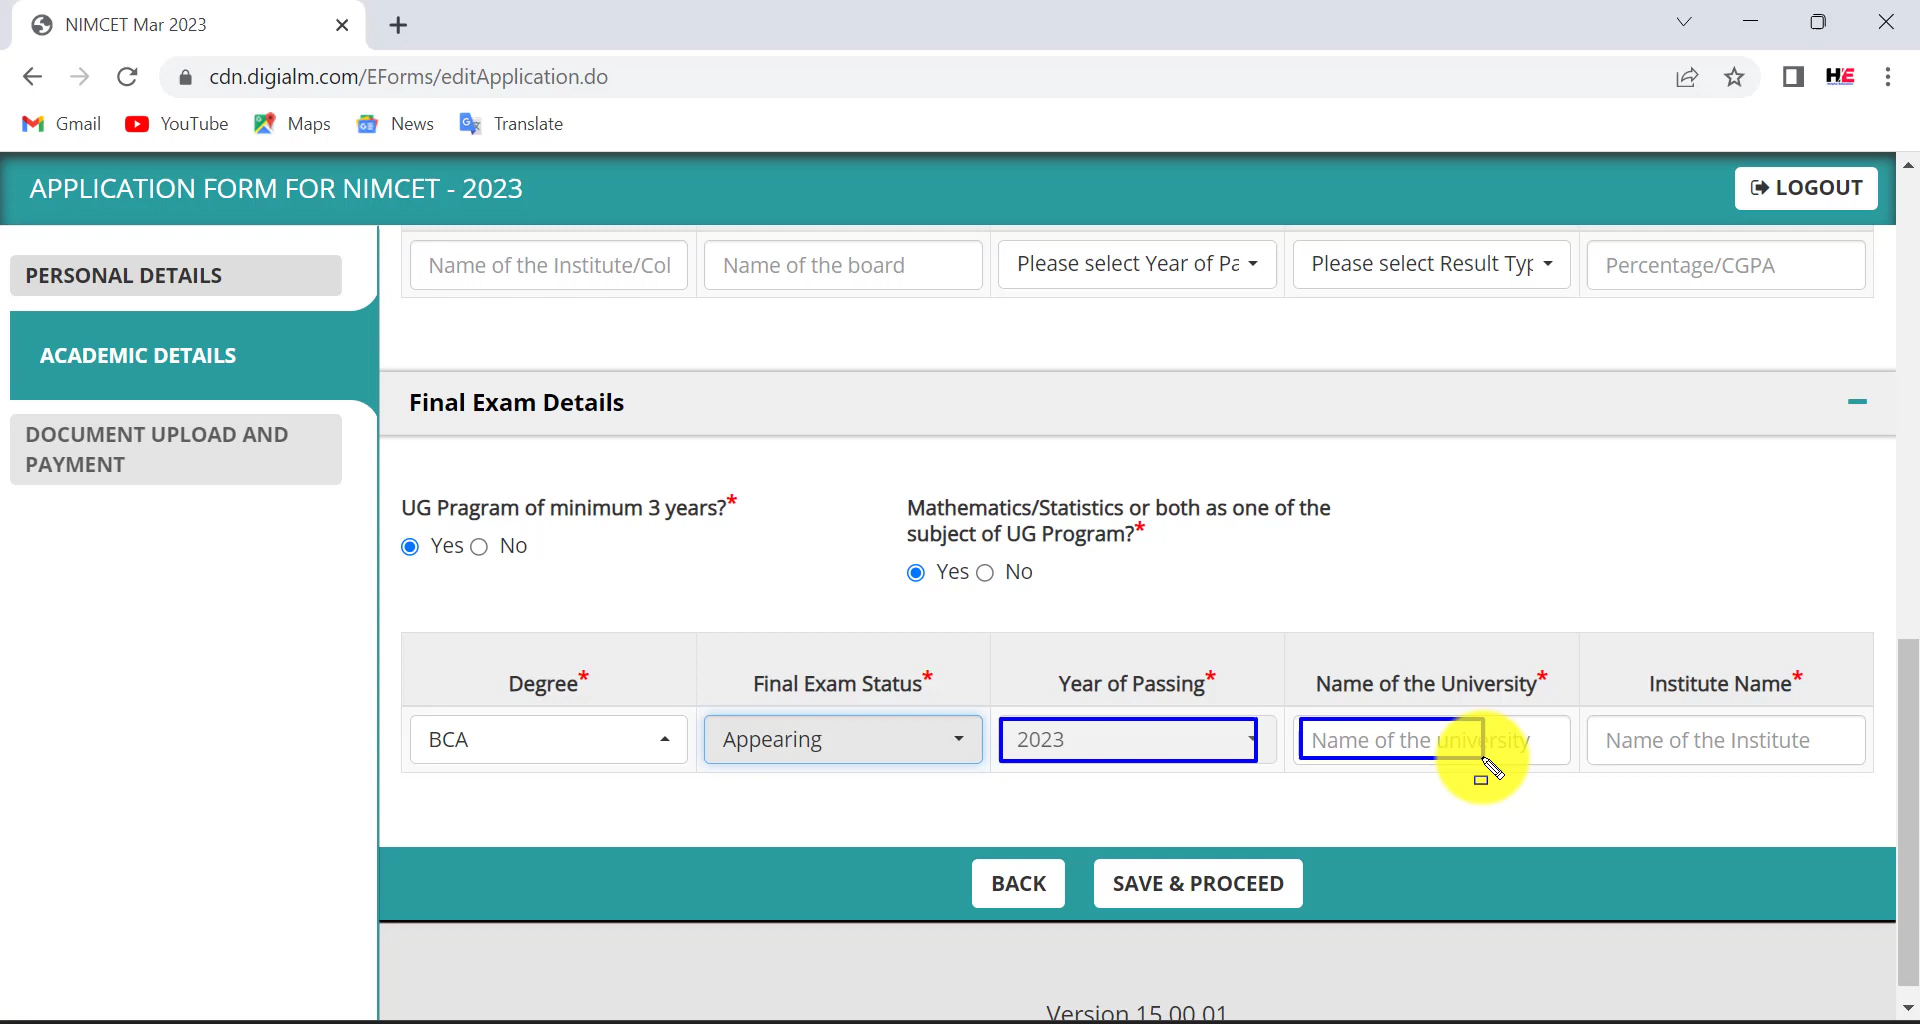 NIMCET Mar 2023
cdn.digialm.com/EForms/editApplication.do
H/E
Gmail YouTube Maps News Translate
APPLICATION FORM FOR NIMCET - 2023
LOGOUT
PERSONAL DETAILS
ACADEMIC DETAILS
DOCUMENT UPLOAD AND
PAYMENT
Name of the Institute/Col Name of the board Please select Year of Pa Please select Result Typ Percentage/CGPA
Final Exam Details
UG Pragram of minimum 3 years?*
Yes No
Mathematics/Statistics or both as one of the
subject of UG Program?*
Yes No
Degree* Final Exam Status* Year of Passing* Name of the University* Institute Name*
BCA Appearing 2023 Name of the university Name of the Institute
BACK SAVE & PROCEED
Version 15.00.01